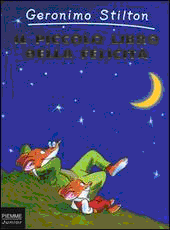 Geronimo Stilton
IL PICCOLO LIBRO
DELLA FELICITÀ
PIEMME
Junior